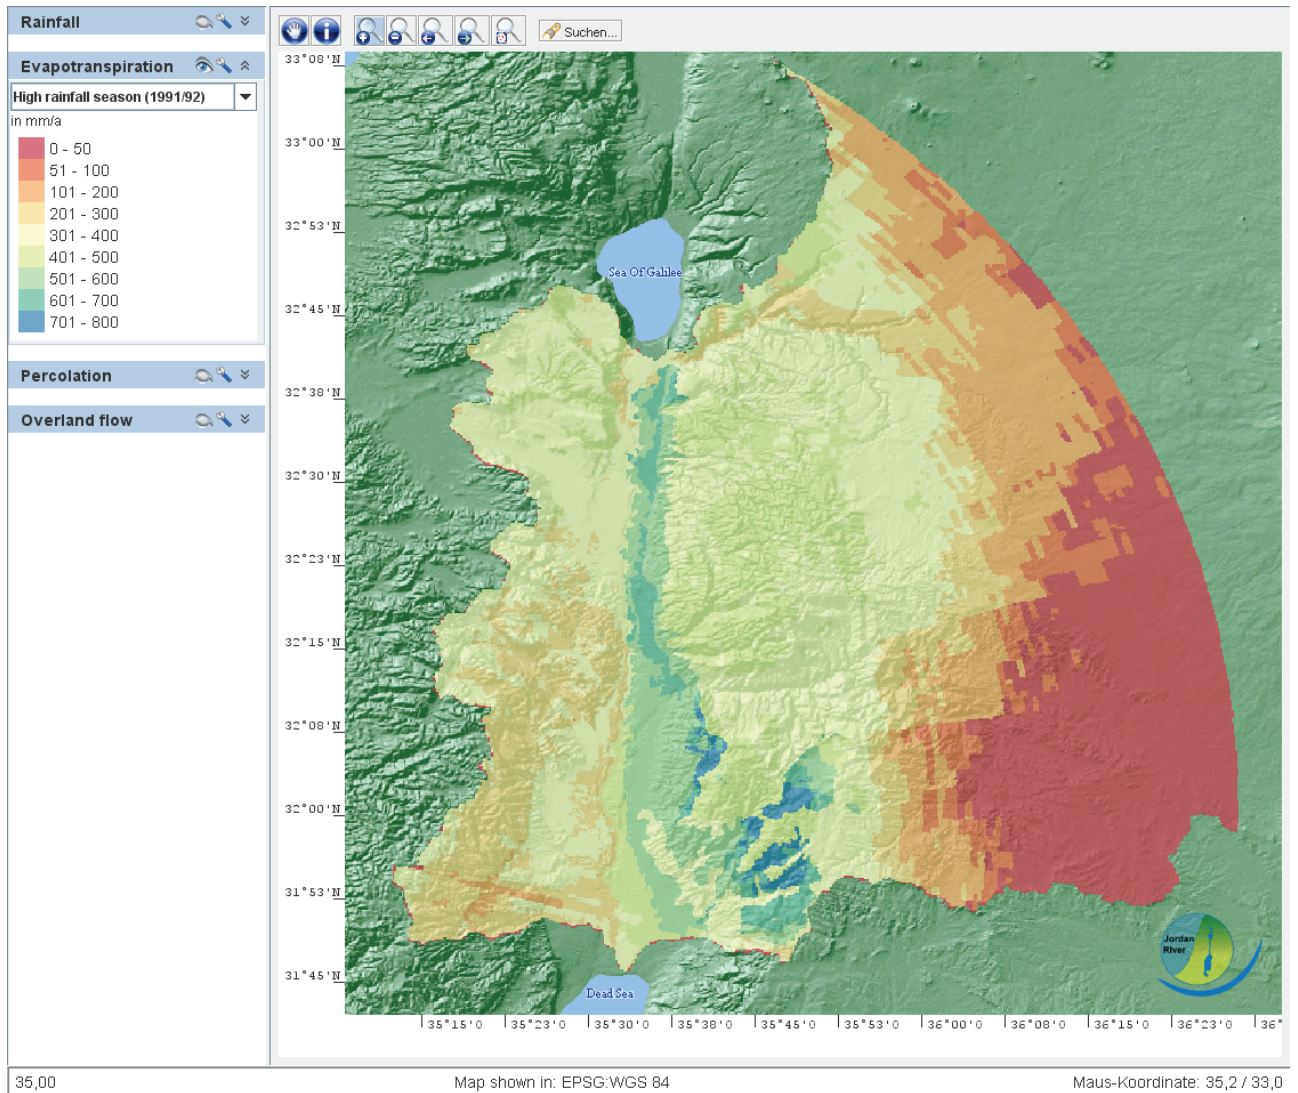 Rainfall
Evapotranspiration
High rainfall season (1991/92)
in mm/a
0 - 50
51 - 100
101 - 200
201 - 300
301 - 400
401 - 500
501 - 600
601 - 700
701 - 800
Percolation
Overland flow
Suchen...
33°08'N
33°00'N
32°53'N
32°45'N
32°38'N
32°30'N
32°23'N
32°15'N
32°08'N
32°00'N
31°53'N
31°45'N
Sea Of Galilee
Dead Sea
Jordan
River
35°15'0
35°23'0
35°30'0
35°38'0
35°45'0
35°53'0
36°00'0
36°08'0
36°15'0
36°23'0
36°
35,00
Map shown in: EPSG:WGS 84
Maus-Koordinate: 35,2 / 33,0